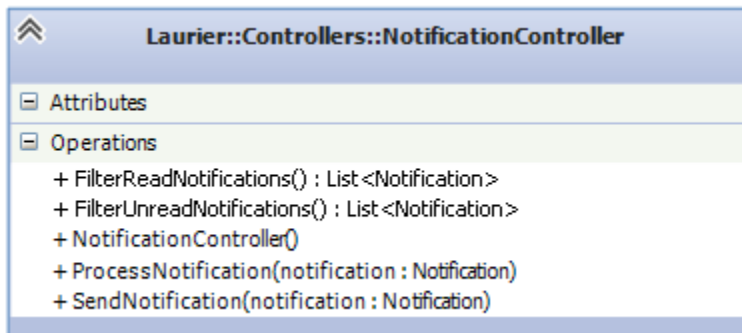 Laurier::Controllers::NotificationController
Attributes
Operations
+ FilterReadNotifications() : List<Notification>
+ FilterUnreadNotifications() : List<Notification>
+ NotificationController()
+ ProcessNotification(notification : Notification)
+ SendNotification(notification : Notification)